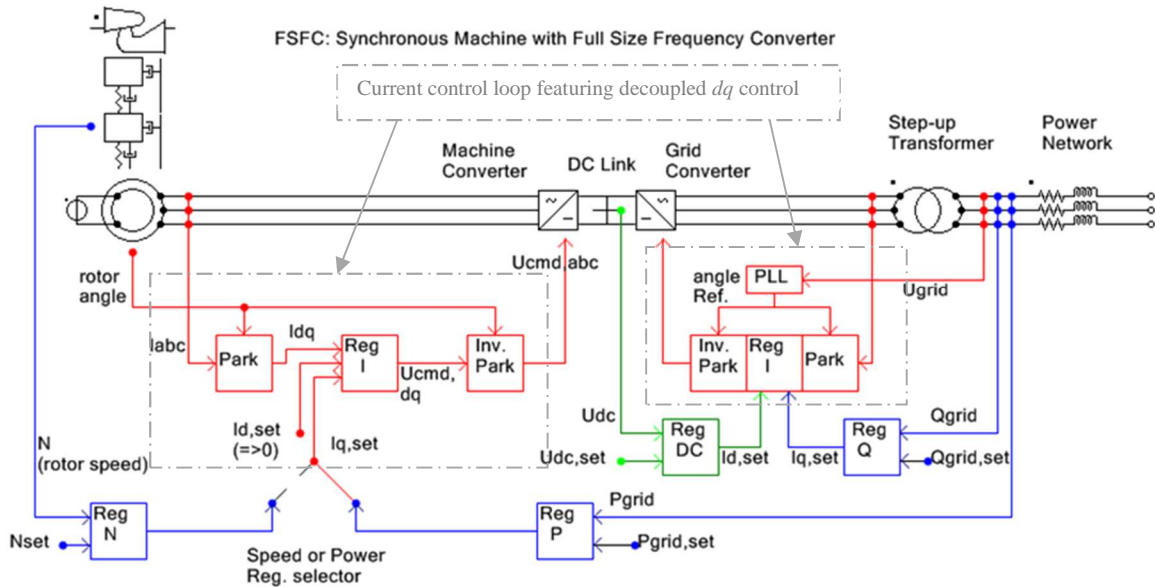 FSFC: Synchronous Machine with Full Size Frequency Converter
Current control loop featuring decoupled dq control
Step-up
Transformer
Power
Network
Machine
Converter
DC Link
Grid
Converter
rotor
angle
Ucmd,abc
angle
Ref.
PLL
Ugrid
Iabc
Park
Idq
Reg
I
Ucmd,
dq
Inv.
Park
Inv.
Park
Reg
I
Park
Id,set
(=>0)
Iq,set
Udc
Udc,set
Reg
DC
Id,set
Iq,set
Reg
Q
Qgrid
Qgrid,set
N
(rotor speed)
Nset
Reg
N
Speed or Power
Reg. selector
Reg
P
Pgrid
Pgrid,set